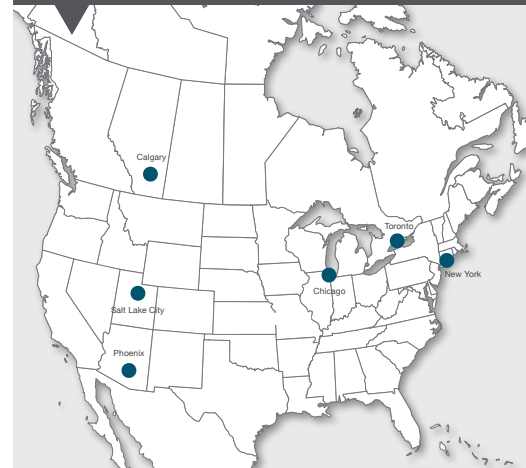 Calgary
Toronto
New York
Chicago
Salt Lake City
Phoenix